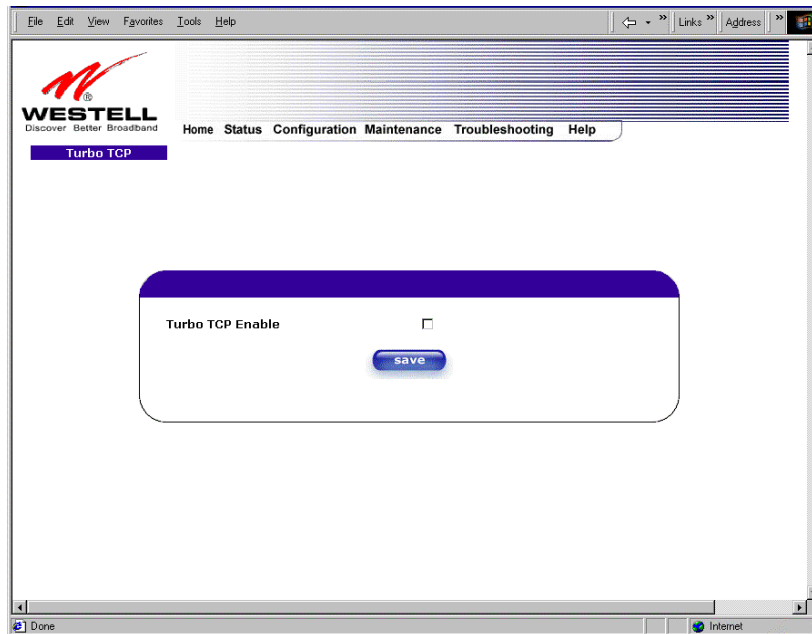 File Edit View Favorites Tools Help » Links » Address »
WESTELL ®
Discover Better Broadband
Home Status Configuration Maintenance Troubleshooting Help
Turbo TCP
Turbo TCP Enable
save
Done Internet